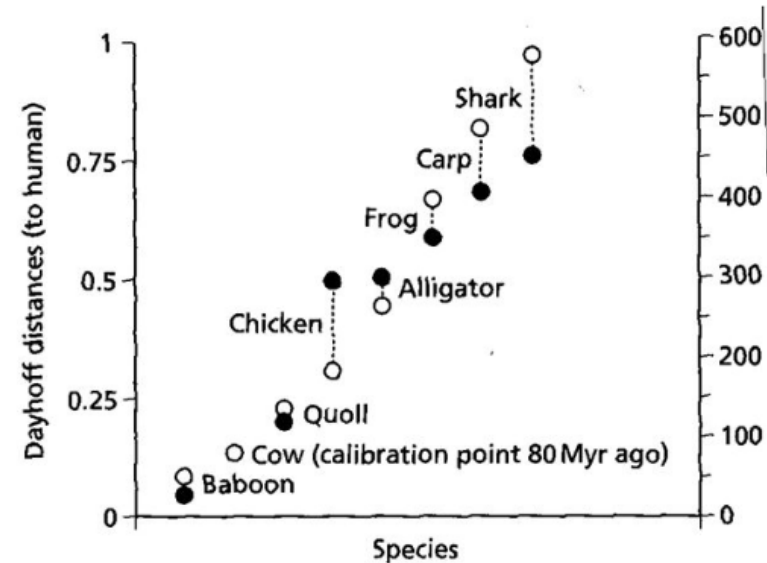 Dayhoff distances (to human)
1
0.75
0.5
0.25
0
600
500
400
300
200
100
0
Shark
Carp
Frog
Alligator
Chicken
Quoll
Cow (calibration point 80 Myr ago)
Baboon
Species